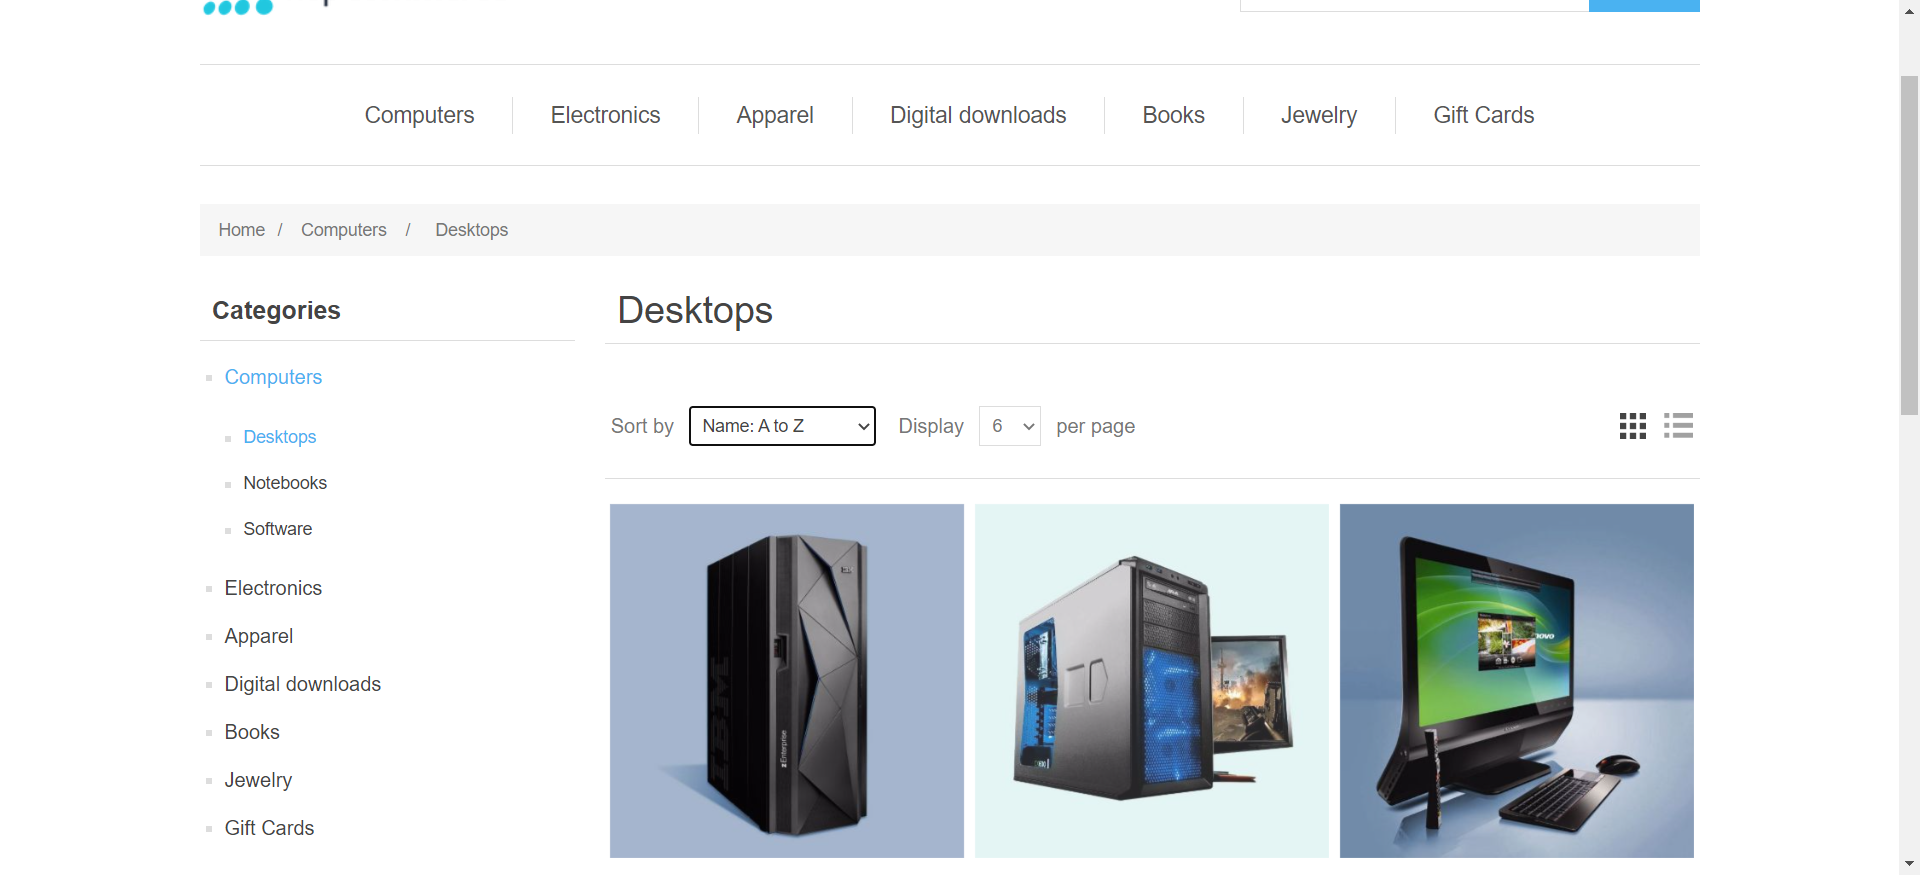 Computers
Electronics
Apparel
Digital downloads
Books
Jewelry
Gift Cards
Home / Computers / Desktops
Categories
Computers
Desktops
Notebooks
Software
Electronics
Apparel
Digital downloads
Books
Jewelry
Gift Cards
Desktops
Sort by Name: A to Z Display 6 per page
IBM
zEnterprise